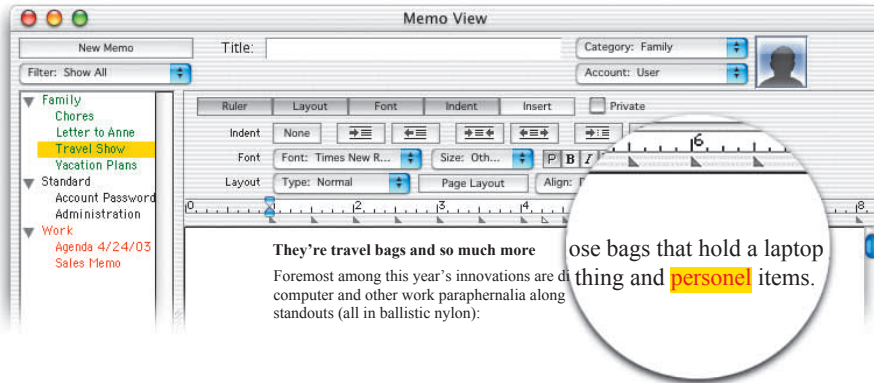 Memo View
New Memo
Title:
Category: Family
Filter: Show All
Account: User
Family
Chores
Letter to Anne
Travel Show
Vacation Plans
Standard
Account Password
Administration
Work
Agenda 4/24/03
Sales Memo
Ruler Layout Font Indent Insert Private
Indent None
Font Font: Times New R... Size: Oth... P B I
Layout Type: Normal Page Layout Align:
0 2 3 4 8
6
They're travel bags and so much more
Foremost among this year's innovations are
computer and other work paraphernalia along
standouts (all in ballistic nylon):
ose bags that hold a laptop
thing and personel items.